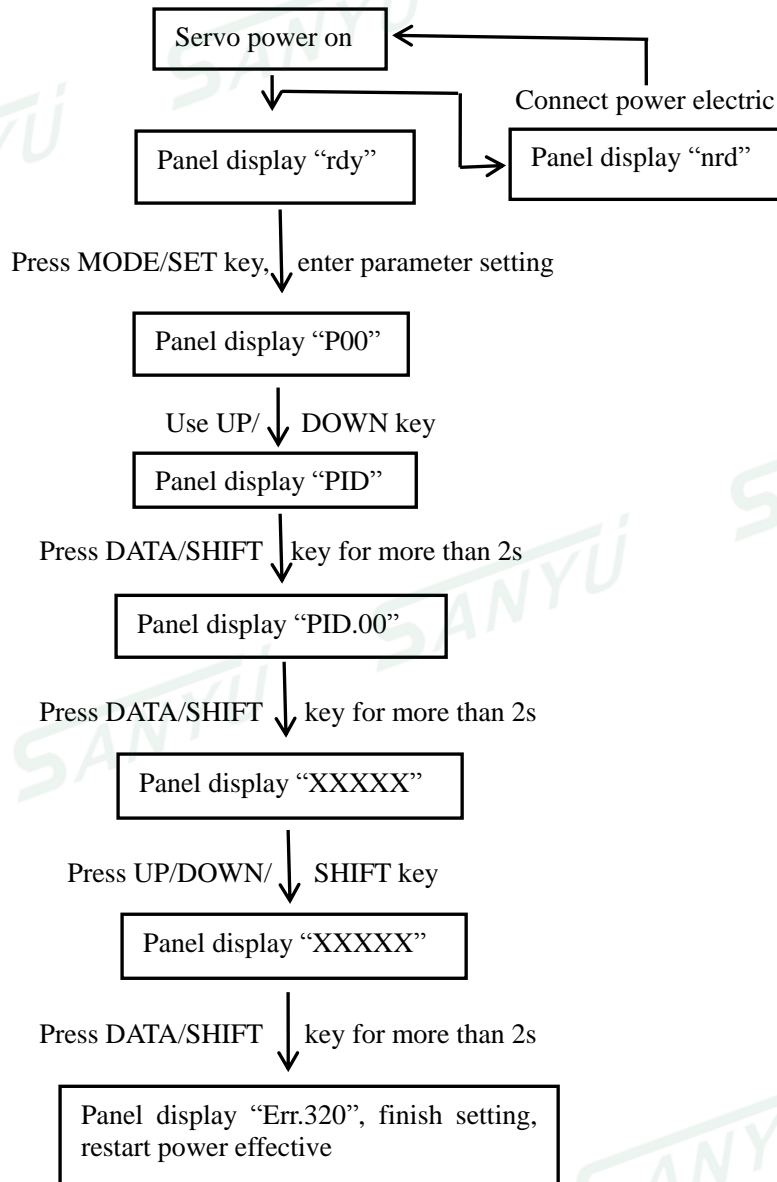 Servo power on
Connect power electric
Panel display “rdy”
Panel display “nrd”
Press MODE/SET key, enter parameter setting
Panel display “P00”
Use UP/ DOWN key
Panel display “PID”
Press DATA/SHIFT key for more than 2s
Panel display “PID.00”
Press DATA/SHIFT key for more than 2s
Panel display “XXXXX”
Press UP/DOWN/ SHIFT key
Panel display “XXXXX”
Press DATA/SHIFT key for more than 2s
Panel display “Err.320”, finish setting,
restart power effective
SANYU
SANYU
SANYU